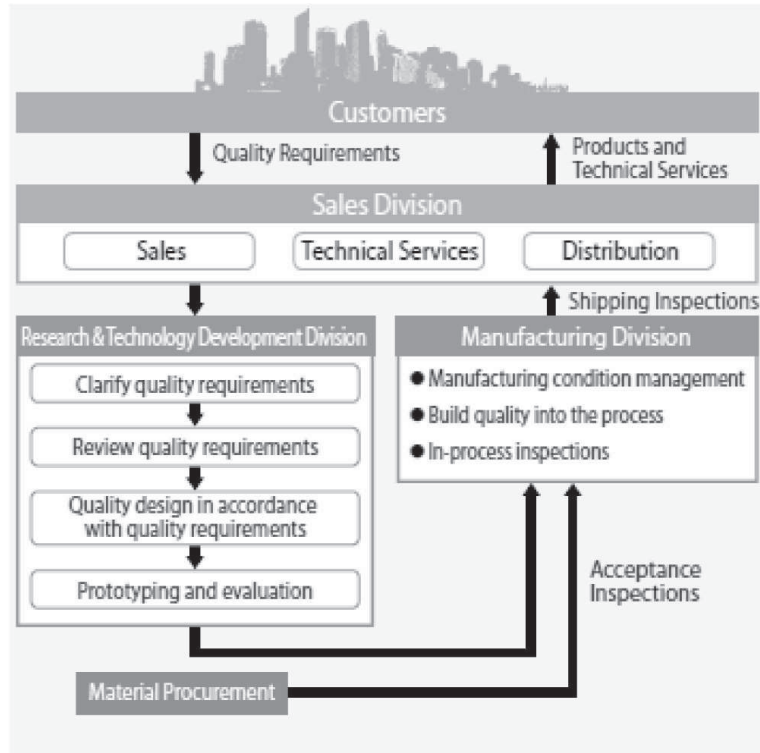 Customers
Quality Requirements
Products and
Technical Services
Sales Division
Sales
Technical Services
Distribution
Shipping Inspections
Research & Technology Development Division
Clarify quality requirements
Review quality requirements
Quality design in accordance
with quality requirements
Prototyping and evaluation
Manufacturing Division
● Manufacturing condition management
● Build quality into the process
● In-process inspections
Acceptance
Inspections
Material Procurement